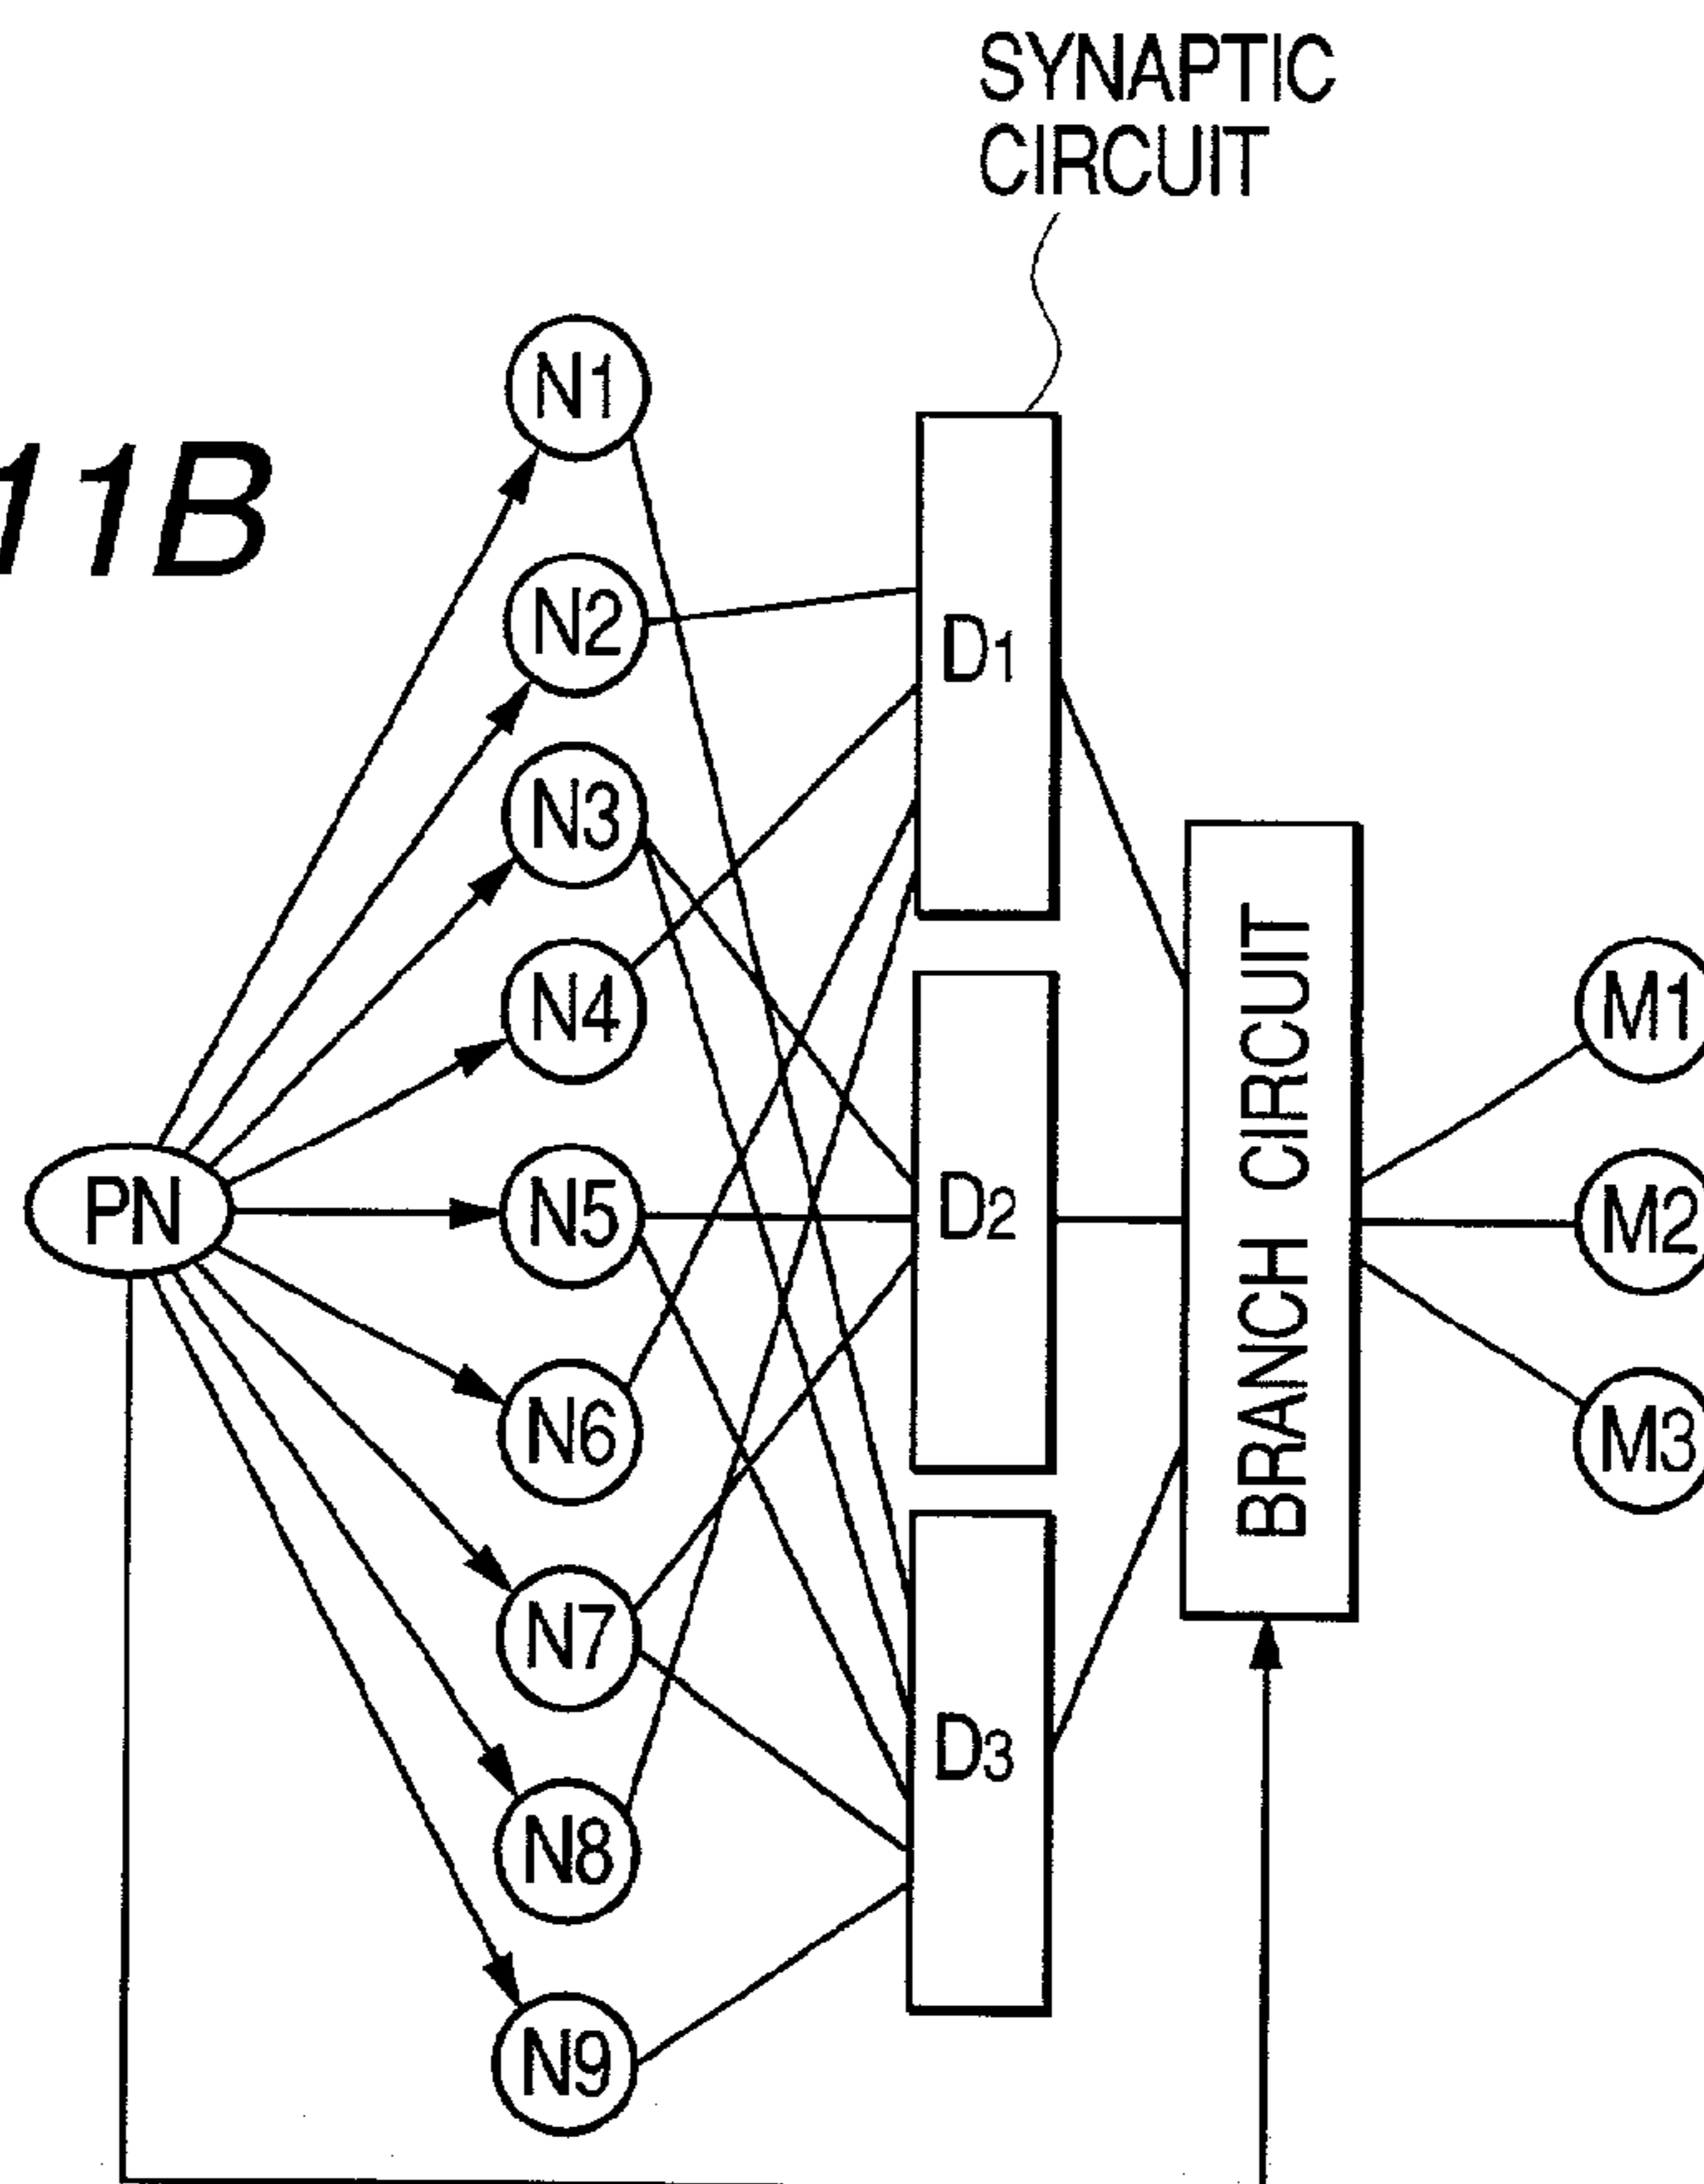 SYNAPTIC
CIRCUIT
11B
N1
N2
N3
N4
N5
N6
N7
N8
N9
PN
D1
D2
D3
BRANCH CIRCUIT
M1
M2
M3